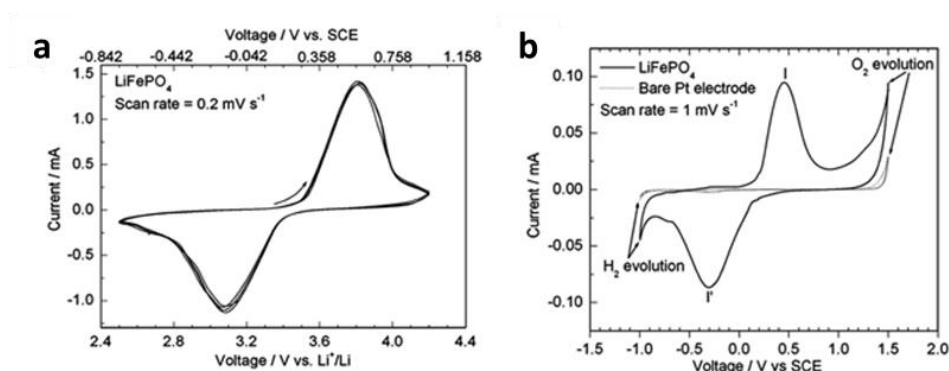 a
Voltage / V vs. SCE
-0.842 -0.442 -0.042 0.358 0.758 1.158
LiFePO4
Scan rate = 0.2 mV s-1
Current / mA
1.5
1.0
0.5
0.0
-0.5
-1.0
2.4 2.8 3.2 3.6 4.0 4.4
Voltage / V vs. Li+/Li
b
LiFePO4
Bare Pt electrode
Scan rate = 1 mV s-1
I
O2 evolution
Current / mA
0.10
0.05
0.00
-0.05
-0.10
H2 evolution
I'
-1.5 -1.0 -0.5 0.0 0.5 1.0 1.5 2.0
Voltage / V vs SCE